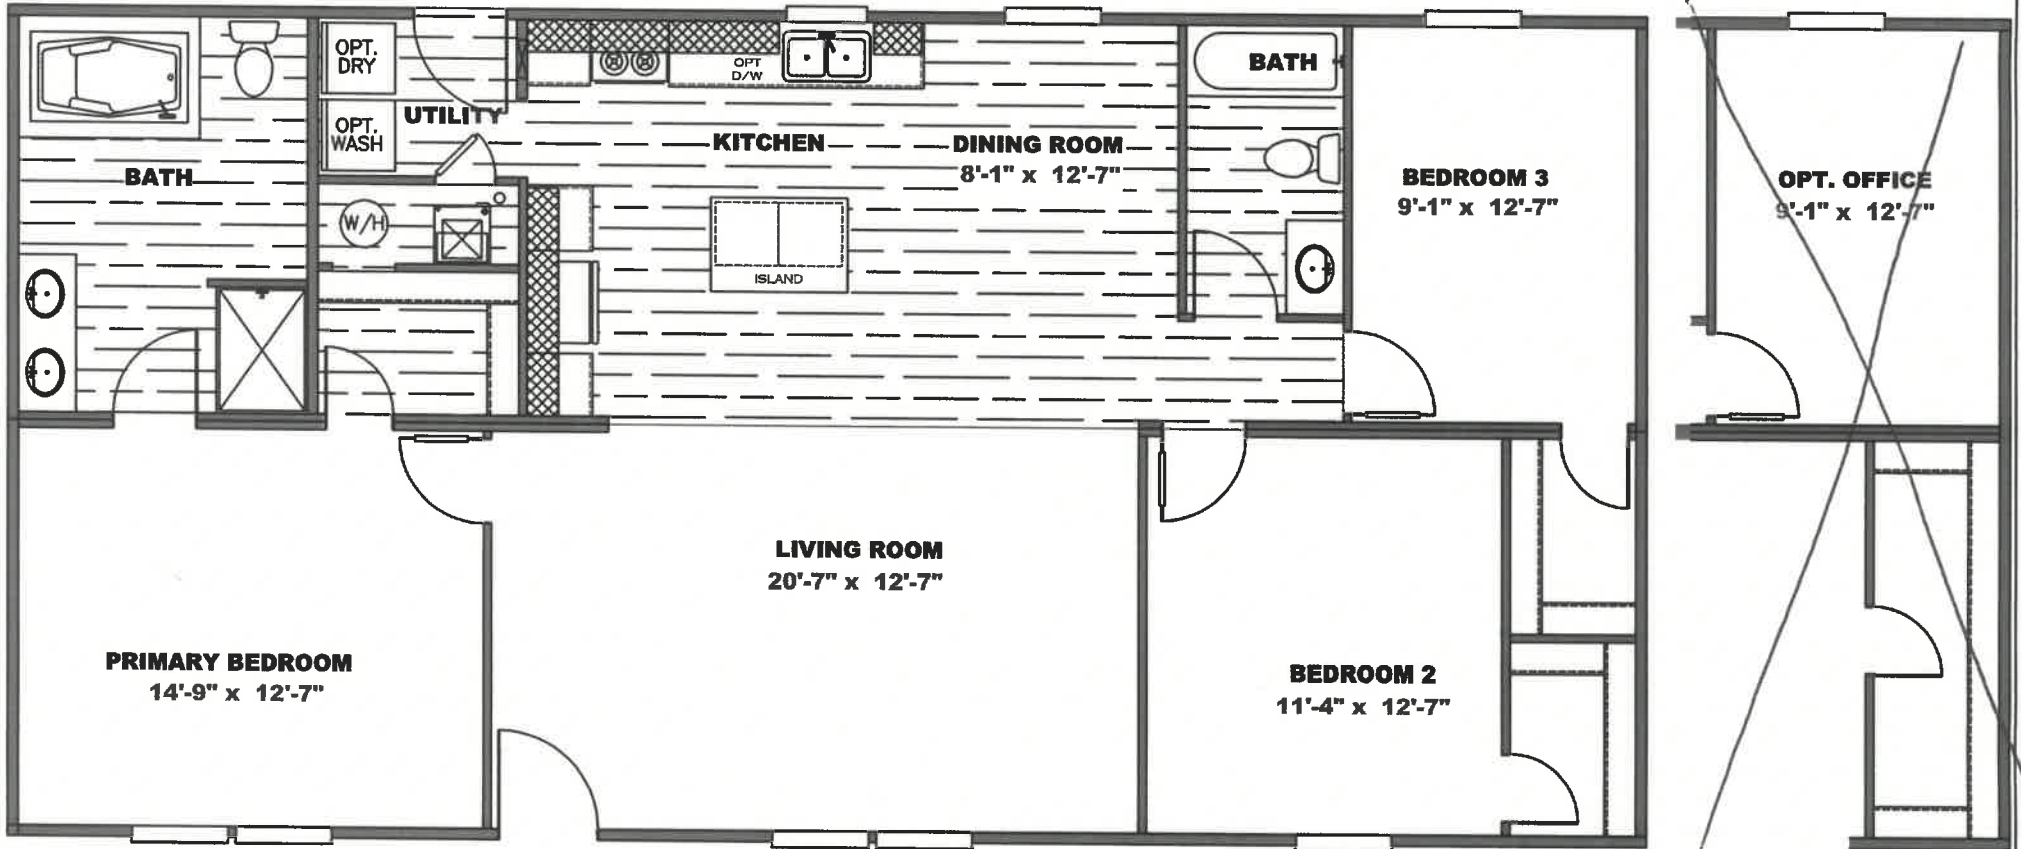 OPT.
DRY
OPT.
WASH
UTILITY
BATH
W/H
OPT
D/W
KITCHEN
ISLAND
DINING ROOM
8'-1" x 12'-7"
BATH
BEDROOM 3
9'-1" x 12'-7"
OPT. OFFICE
9'-1" x 12'-7"
LIVING ROOM
20'-7" x 12'-7"
PRIMARY BEDROOM
14'-9" x 12'-7"
BEDROOM 2
11'-4" x 12'-7"